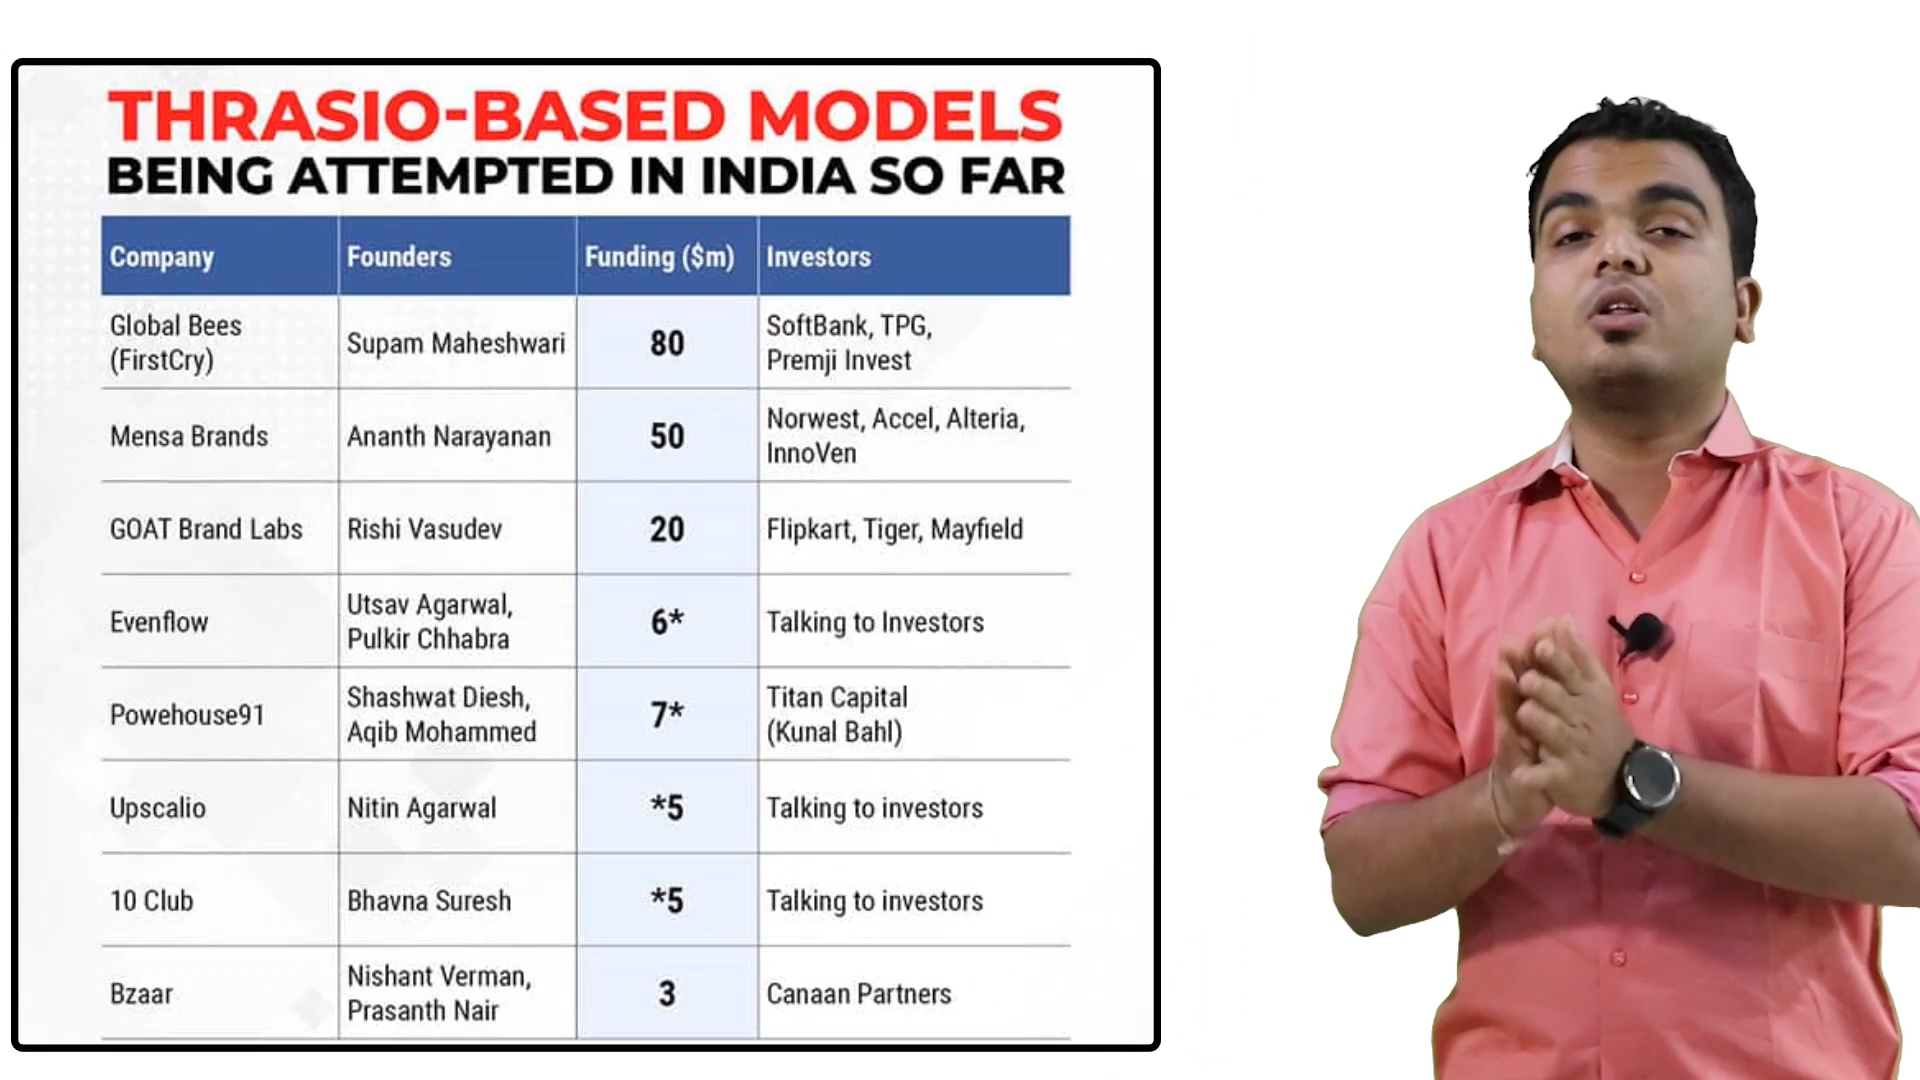 THRASIO-BASED MODELS
BEING ATTEMPTED IN INDIA SO FAR
Company Founders Funding ($m) Investors
Global Bees
(FirstCry)
Supam Maheshwari
80
SoftBank, TPG,
Premji Invest
Mensa Brands
Ananth Narayanan
50
Norwest, Accel, Alteria,
InnoVen
GOAT Brand Labs
Rishi Vasudev
20
Flipkart, Tiger, Mayfield
Evenflow
Utsav Agarwal,
Pulkir Chhabra
6*
Talking to Investors
Powehouse91
Shashwat Diesh,
Aqib Mohammed
7*
Titan Capital
(Kunal Bahl)
Upscalio
Nitin Agarwal
*5
Talking to investors
10 Club
Bhavna Suresh
*5
Talking to investors
Bzaar
Nishant Verman,
Prasanth Nair
3
Canaan Partners